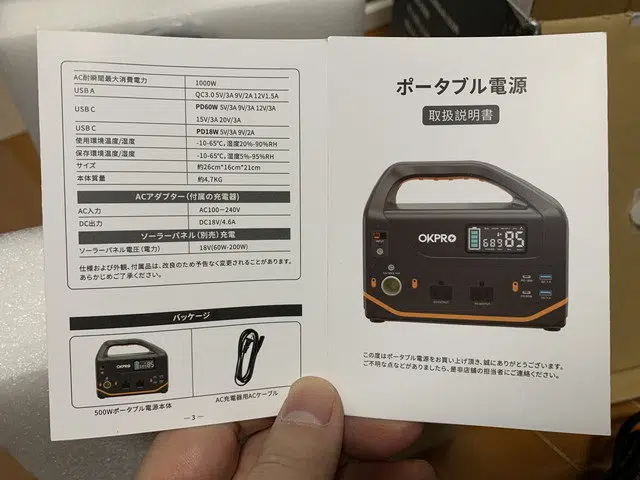 AC耐瞬間最大消費電力 1000W
USB A QC3.0 5V/3A 9V/2A 12V1.5A
USB C PD60W 5V/3A 9V/3A 12V/3A
15V/3A 20V/3A
USB C PD18W 5V/3A 9V/2A
使用環境温度/湿度 -10-65℃, 湿度20%-90%RH
保存環境温度/湿度 -10-65℃, 湿度5%-95%RH
サイズ 約26cm*16cm*21cm
本体質量 約4.7KG
ACアダプター(付属の充電器)
AC入力 AC100-240V
DC出力 DC18V/4.6A
ソーラーパネル(別売)充電
ソーラーパネル電圧(電力) 18V(60W-200W)
仕様および外観、付属品は、改良のため予告なく変更されることがあります。
あらかじめご了承ください。
パッケージ
OKPRO
500Wポータブル電源本体
AC充電器用ACケーブル
—3—
ポータブル電源
取扱説明書
OKPRO
689 85
この度はポータブル電源をお買い上げ頂き、誠にありがとうございます。
ご不明な点などがありましたら、是非店舗の担当者にご連絡ください。